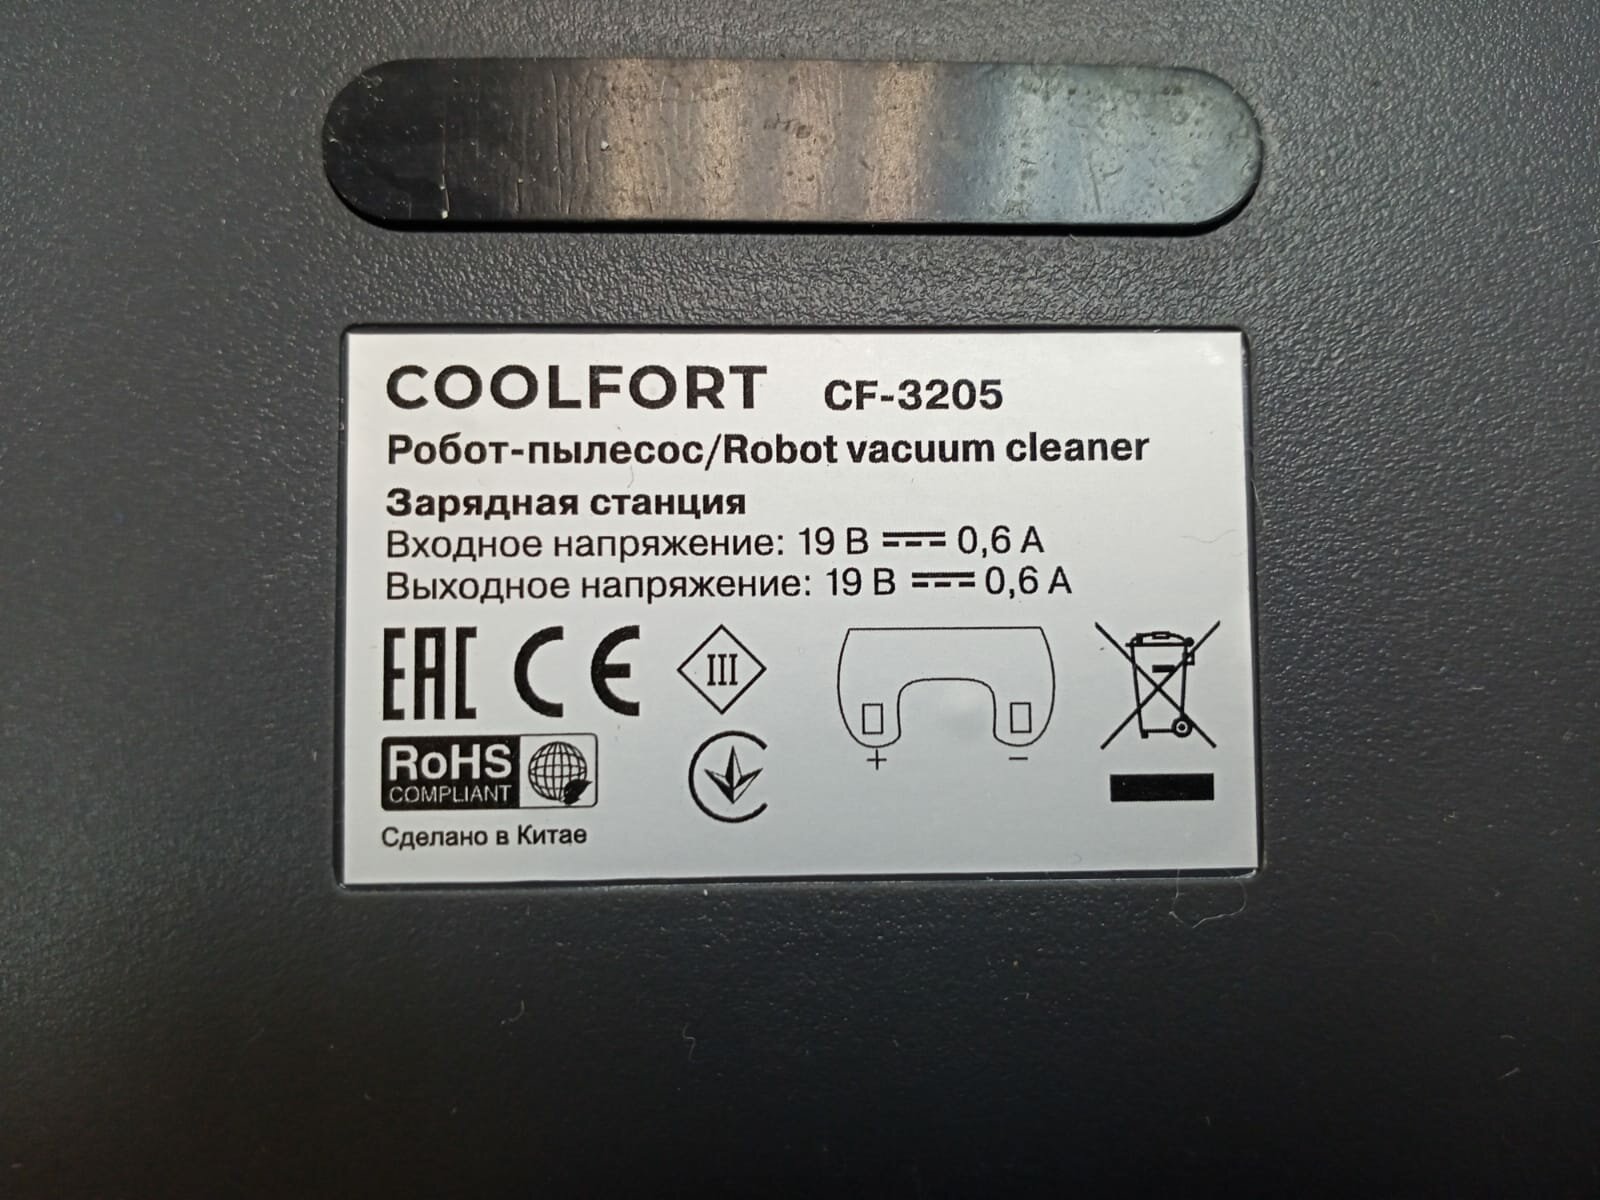 COOLFORT CF-3205
Робот-пылесос/Robot vacuum cleaner
Зарядная станция
Входное напряжение: 19 В ⎓ 0,6 А
Выходное напряжение: 19 В ⎓ 0,6 А
EAC CE III
+ −
RoHS
COMPLIANT
Сделано в Китае